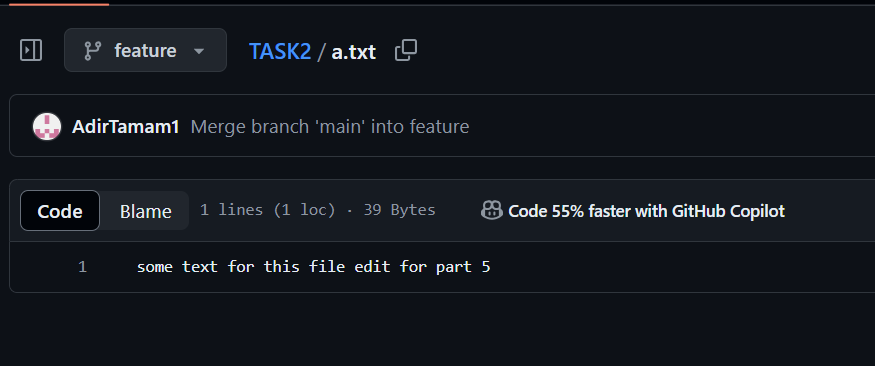 feature TASK2 / a.txt
AdirTamam1 Merge branch 'main' into feature
Code Blame 1 lines (1 loc) · 39 Bytes Code 55% faster with GitHub Copilot
1 some text for this file edit for part 5